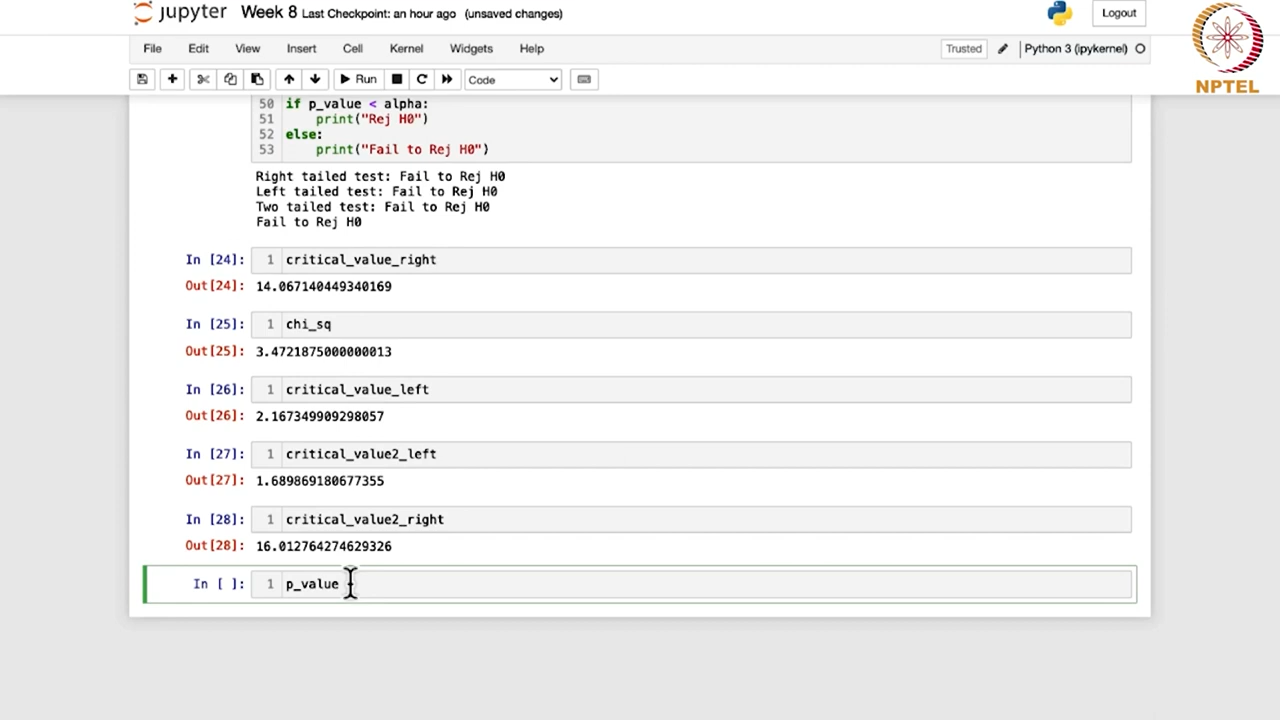 jupyter Week 8 Last Checkpoint: an hour ago (unsaved changes)
Logout
NPTEL
File Edit View Insert Cell Kernel Widgets Help
Trusted Python 3 (ipykernel)
Run Code
50 if p_value < alpha:
51 print("Rej H0")
52 else:
53 print("Fail to Rej H0")
Right tailed test: Fail to Rej H0
Left tailed test: Fail to Rej H0
Two tailed test: Fail to Rej H0
Fail to Rej H0
In [24]: 1 critical_value_right
Out[24]: 14.067140449340169
In [25]: 1 chi_sq
Out[25]: 3.4721875000000013
In [26]: 1 critical_value_left
Out[26]: 2.167349909298057
In [27]: 1 critical_value2_left
Out[27]: 1.689869180677355
In [28]: 1 critical_value2_right
Out[28]: 16.012764274629326
In [ ]: 1 p_value